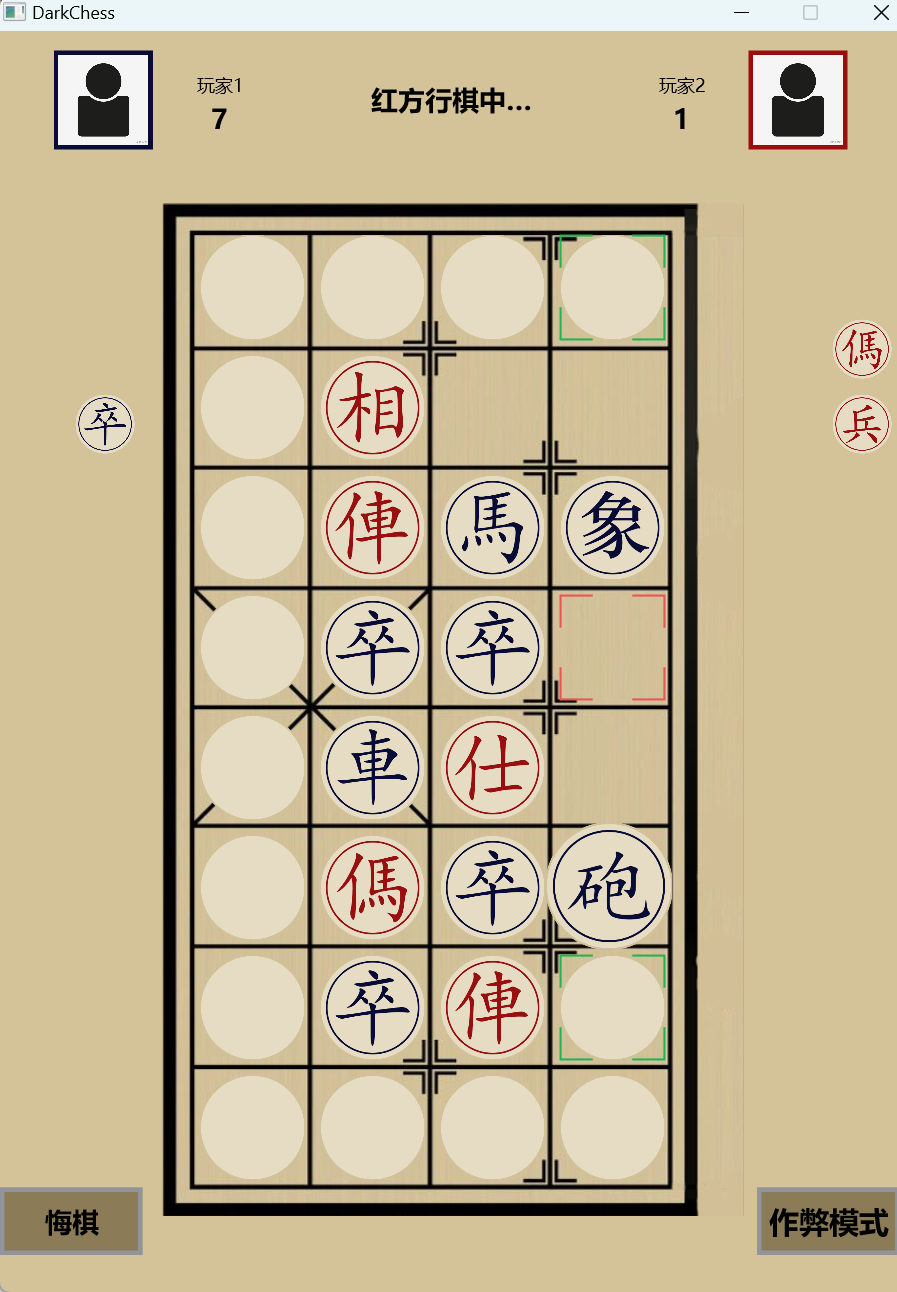 DarkChess
玩家1
7
红方行棋中...
玩家2
1
相
傌
俥 馬 象
卒
兵
卒 卒
車 仕
傌 卒 砲
卒 俥
悔棋
作弊模式